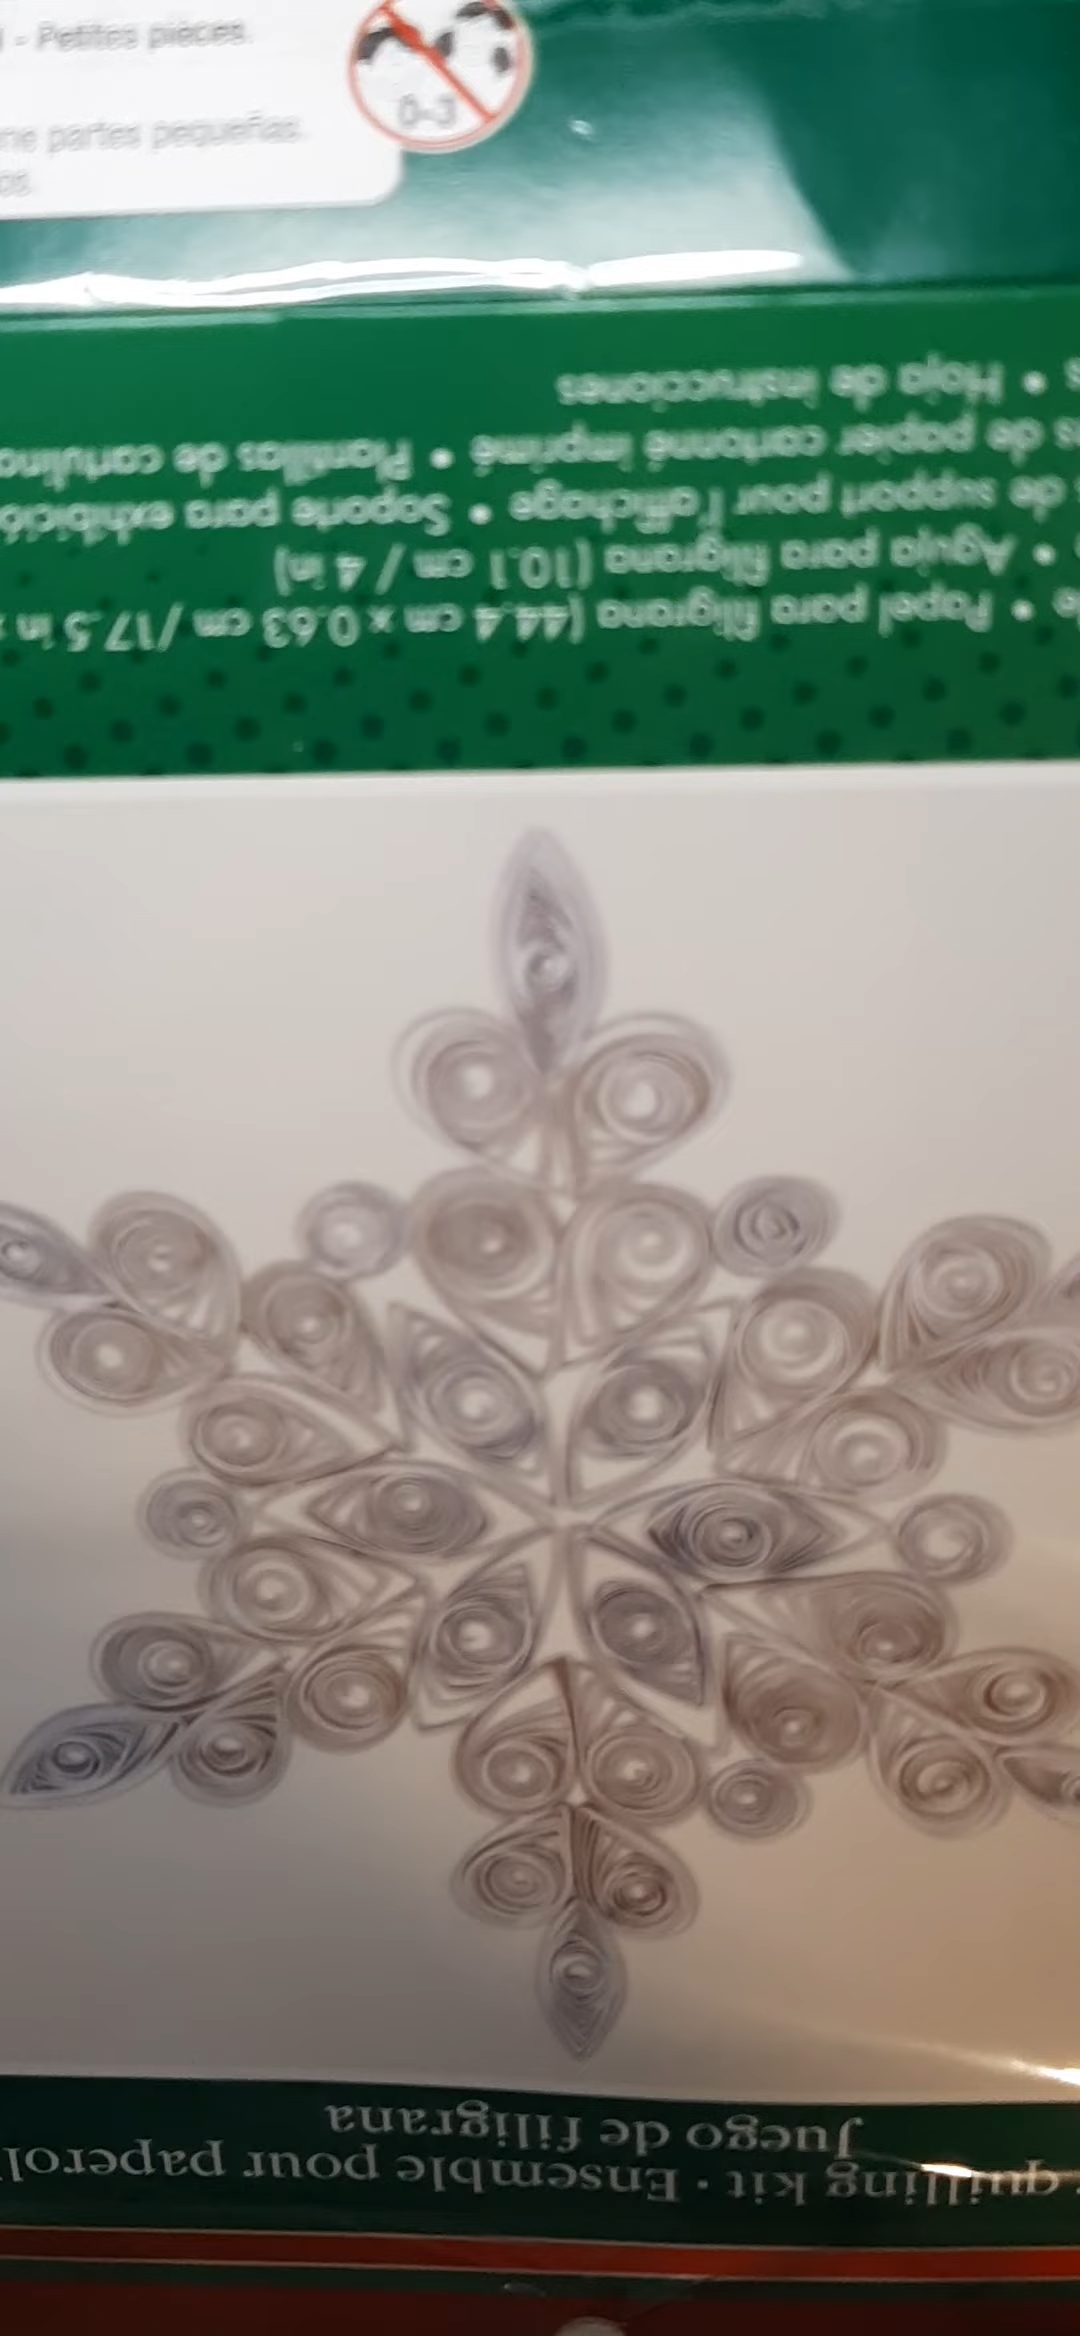 quilling kit · Ensemble pour
Juego de filigrana
• Papel para filigrana (44.4 cm x 0.63 cm / 17.5 in
• Aguja para filigrana (10.1 cm / 4 in)
de support pour l'affichage • Soporte para
de papier cartonné imprimé • Plantillas de
• Hoja de instrucciones
- Petites pièces.
partes pequeñas.
0-3